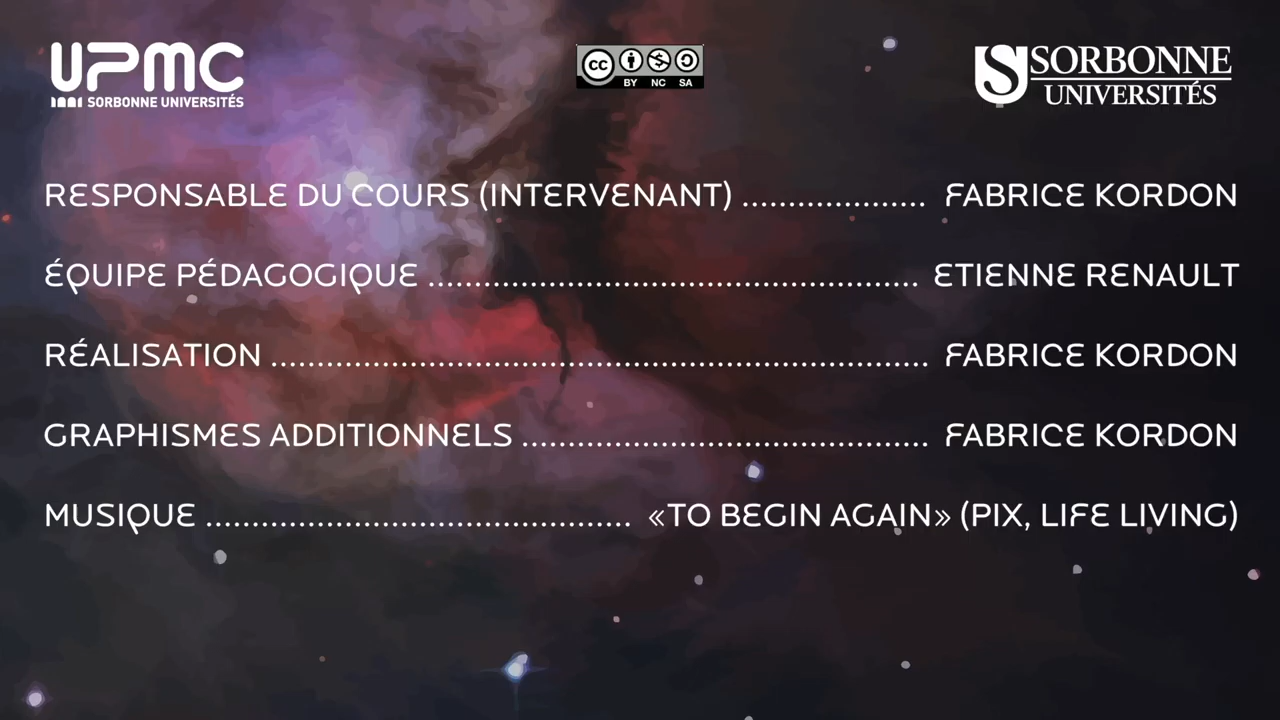 UPMC
SORBONNE UNIVERSITÉS
cc
BY NC SA
SORBONNE
UNIVERSITÉS
RESPONSABLE DU COURS (INTERVENANT) .................... FABRICE KORDON
ÉQUIPE PÉDAGOGIQUE .................................................... ETIENNE RENAULT
RÉALISATION ...................................................................... FABRICE KORDON
GRAPHISMES ADDITIONNELS ........................................... FABRICE KORDON
MUSIQUE .............................................. «TO BEGIN AGAIN» (PIX, LIFE LIVING)